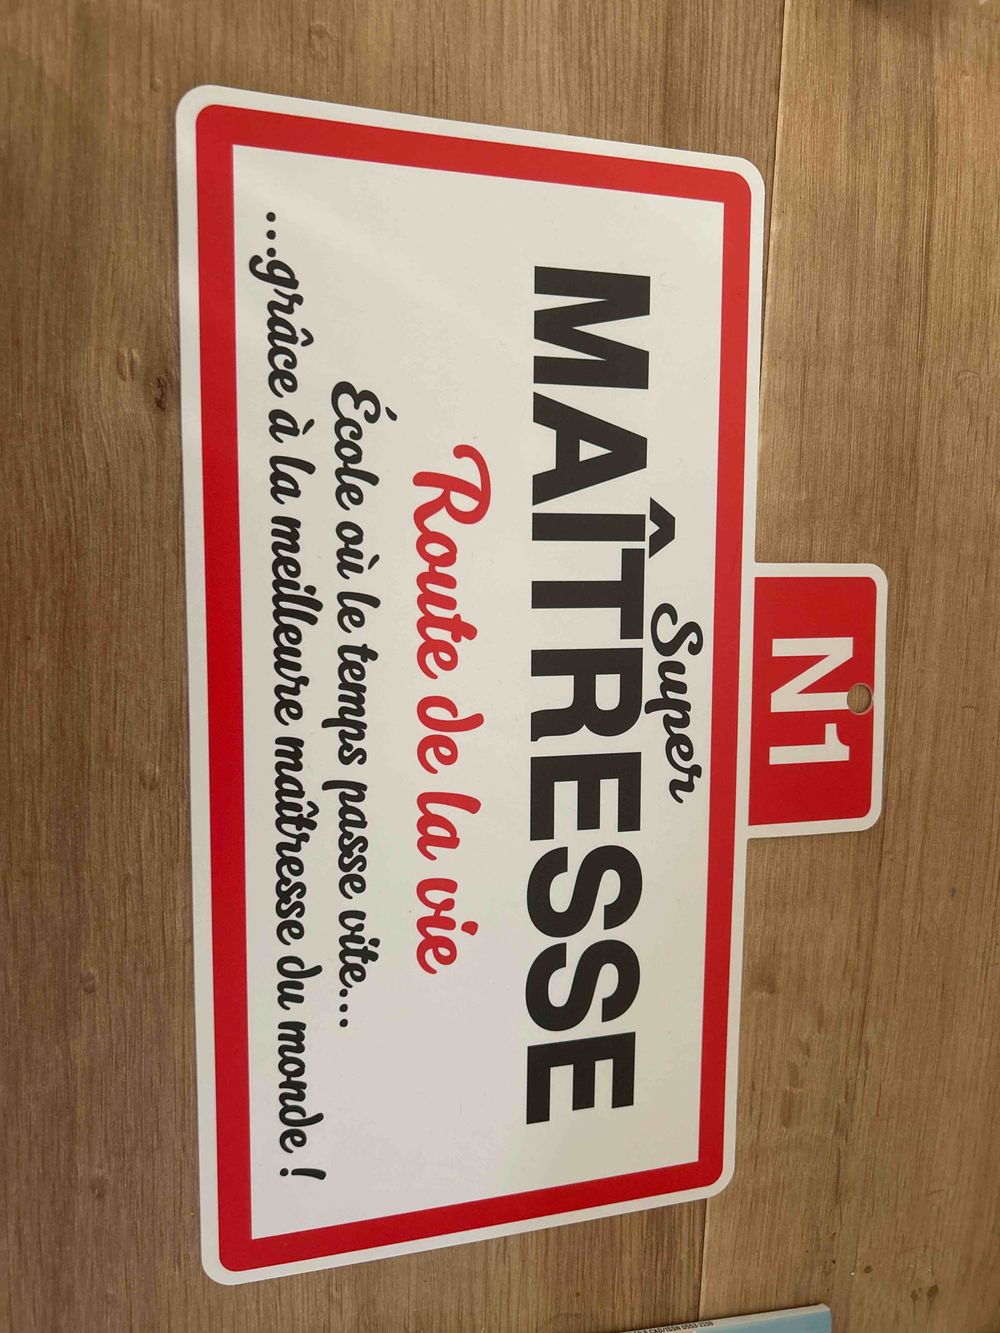 N1
Super
MAÎTRESSE
Route de la vie
École où le temps passe vite...
...grâce à la meilleure maîtresse du monde !